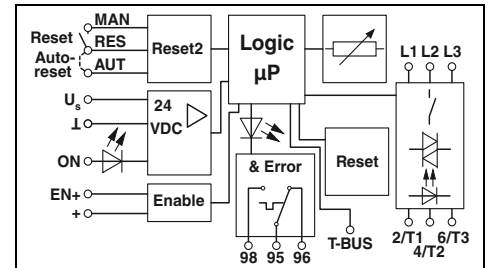 MAN
Reset RES
Auto-
reset AUT
Reset2
Logic
µP
L1 L2 L3
Us
⊥
24
VDC
ON
& Error
Reset
EN+
+
Enable
98 95 96
T-BUS
2/T1 6/T3
4/T2